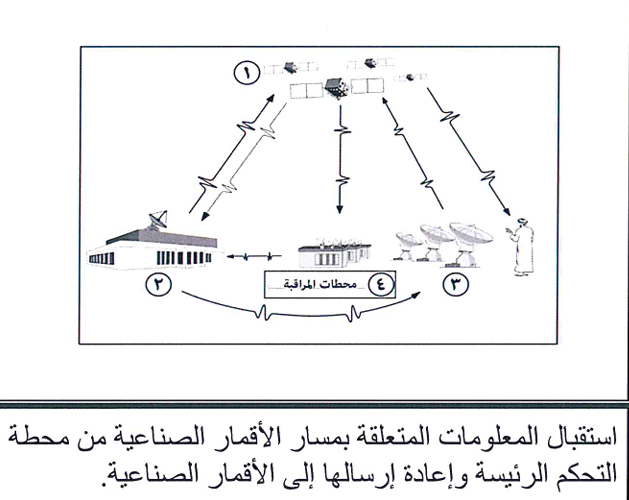 ١
٢
محطات المراقبة ٤
٣
استقبال المعلومات المتعلقة بمسار الأقمار الصناعية من محطة
التحكم الرئيسة وإعادة إرسالها إلى الأقمار الصناعية.